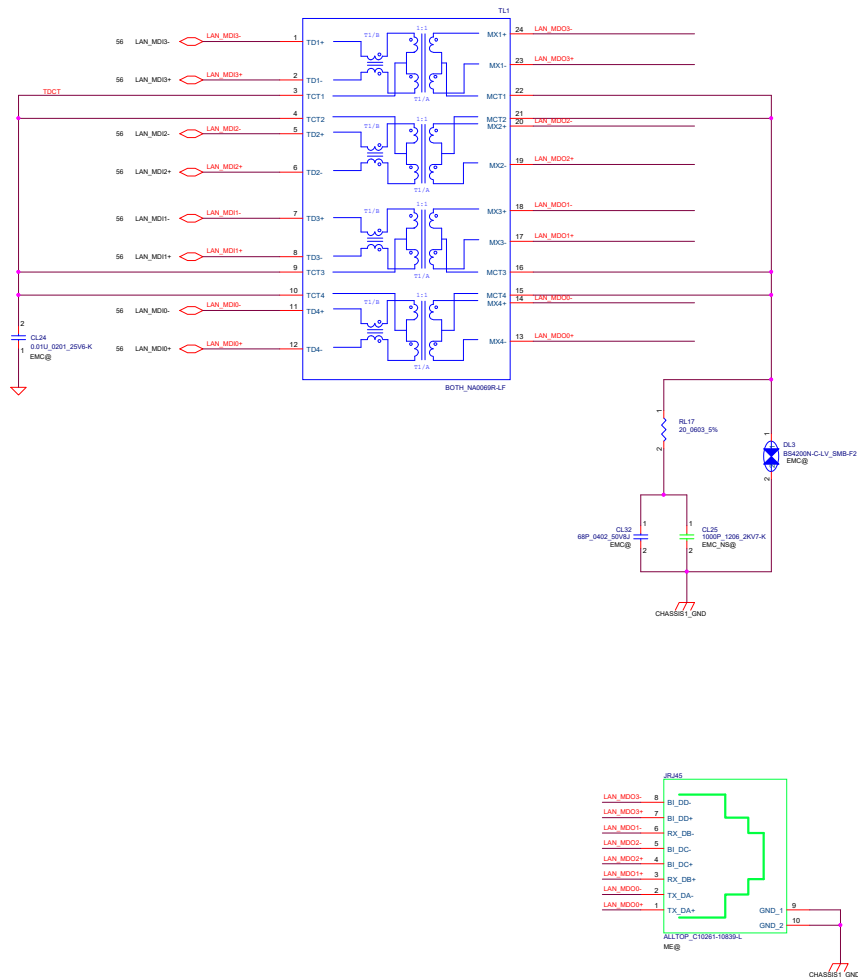 TL1
56 LAN_MDI3- LAN_MDI3- 1 TD1+ T1/B 1:1 MX1+ 24 LAN_MDO3-
56 LAN_MDI3+ LAN_MDI3+ 2 TD1- MX1- 23 LAN_MDO3+
TDCT 3 TCT1 T1/A MCT1 22
4 TCT2 1:1 MCT2 21
56 LAN_MDI2- LAN_MDI2- 5 TD2+ T1/B MX2+ 20 LAN_MDO2-
56 LAN_MDI2+ LAN_MDI2+ 6 TD2- MX2- 19 LAN_MDO2+
T1/A
1:1
56 LAN_MDI1- LAN_MDI1- 7 TD3+ T1/B MX3+ 18 LAN_MDO1-
56 LAN_MDI1+ LAN_MDI1+ 8 TD3- MX3- 17 LAN_MDO1+
9 TCT3 T1/A MCT3 16
10 TCT4 1:1 MCT4 15
56 LAN_MDI0- LAN_MDI0- 11 TD4+ T1/B MX4+ 14 LAN_MDO0-
56 LAN_MDI0+ LAN_MDI0+ 12 TD4- MX4- 13 LAN_MDO0+
T1/A
BOTH_NA0069R-LF
2
CL24
0.01U_0201_25V6-K
1
EMC@
1
RL17
20_0603_5%
2
1
DL3
BS4200N-C-LV_SMB-F2
EMC@
2
1
CL32
68P_0402_50V8J
EMC@
2
1
CL25
1000P_1206_2KV7-K
EMC_NS@
2
CHASSIS1_GND
JRJ45
LAN_MDO3- 8 BI_DD-
LAN_MDO3+ 7 BI_DD+
LAN_MDO1- 6 RX_DB-
LAN_MDO2- 5 BI_DC-
LAN_MDO2+ 4 BI_DC+
LAN_MDO1+ 3 RX_DB+
LAN_MDO0- 2 TX_DA-
LAN_MDO0+ 1 TX_DA+
GND_1 9
GND_2 10
ALLTOP_C10261-10839-L
ME@
CHASSIS1_GND